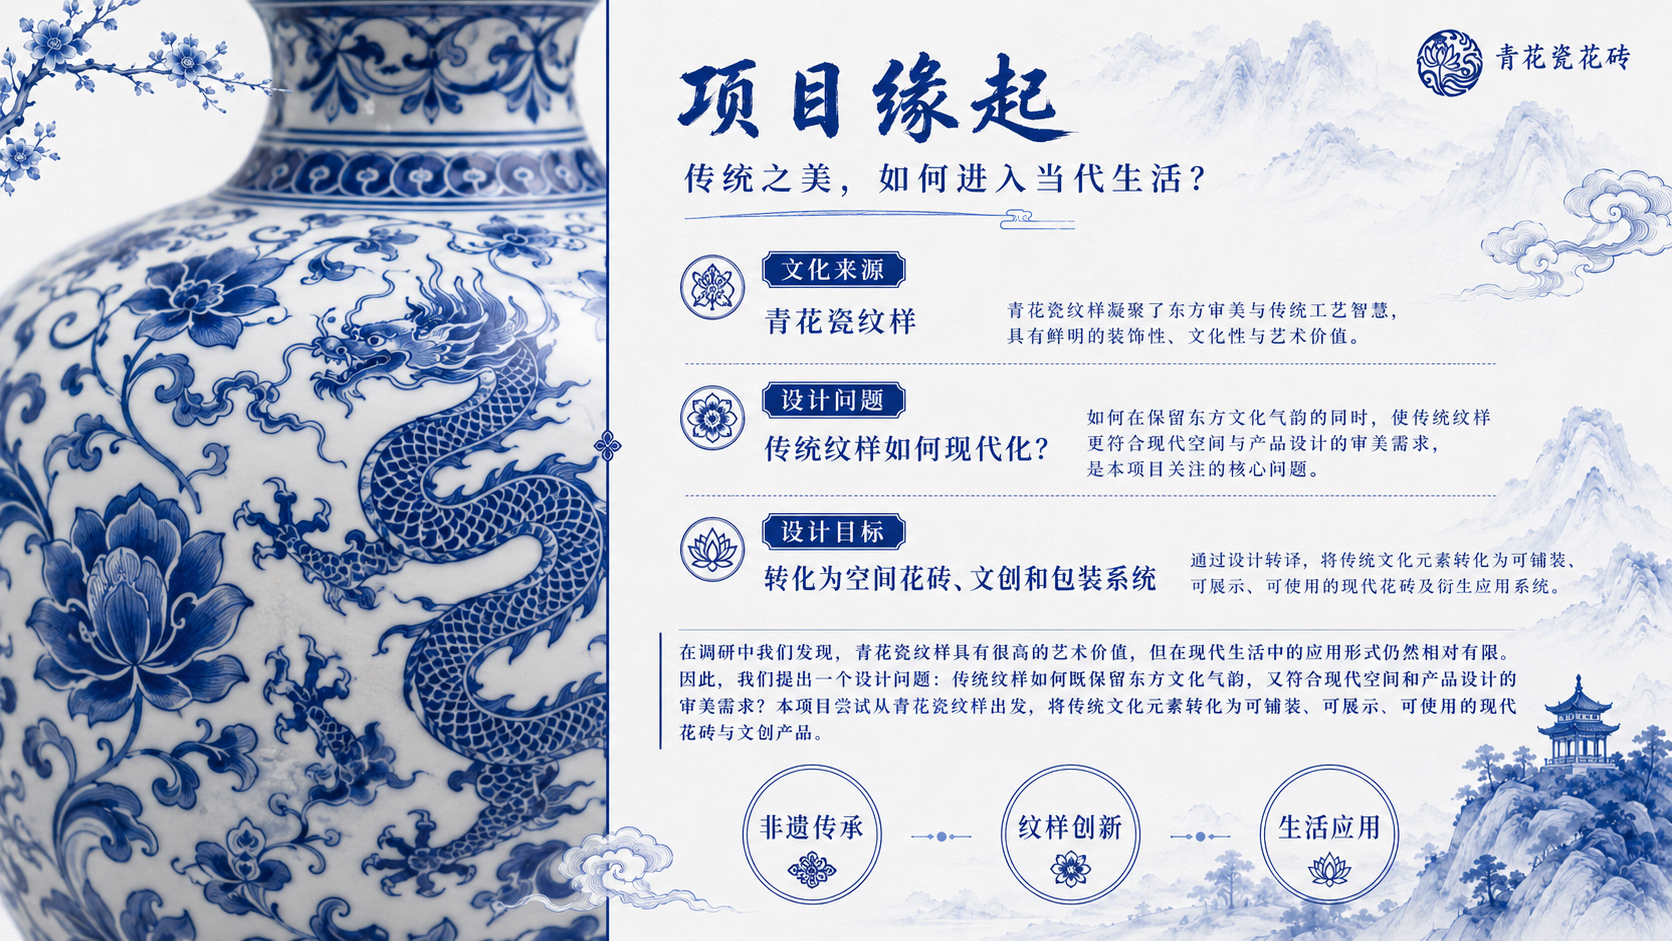 青花瓷花砖
项目缘起
传统之美，如何进入当代生活？
文化来源
青花瓷纹样
青花瓷纹样凝聚了东方审美与传统工艺智慧，
具有鲜明的装饰性、文化性与艺术价值。
设计问题
传统纹样如何现代化？
如何在保留东方文化气韵的同时，使传统纹样
更符合现代空间与产品设计的审美需求，
是本项目关注的核心问题。
设计目标
转化为空间花砖、文创和包装系统
通过设计转译，将传统文化元素转化为可铺装、
可展示、可使用的现代花砖及衍生应用系统。
在调研中我们发现，青花瓷纹样具有很高的艺术价值，但在现代生活中的应用形式仍然相对有限。
因此，我们提出一个设计问题：传统纹样如何既保留东方文化气韵，又符合现代空间和产品设计的
审美需求？本项目尝试从青花瓷纹样出发，将传统文化元素转化为可铺装、可展示、可使用的现代
花砖与文创产品。
非遗传承
纹样创新
生活应用